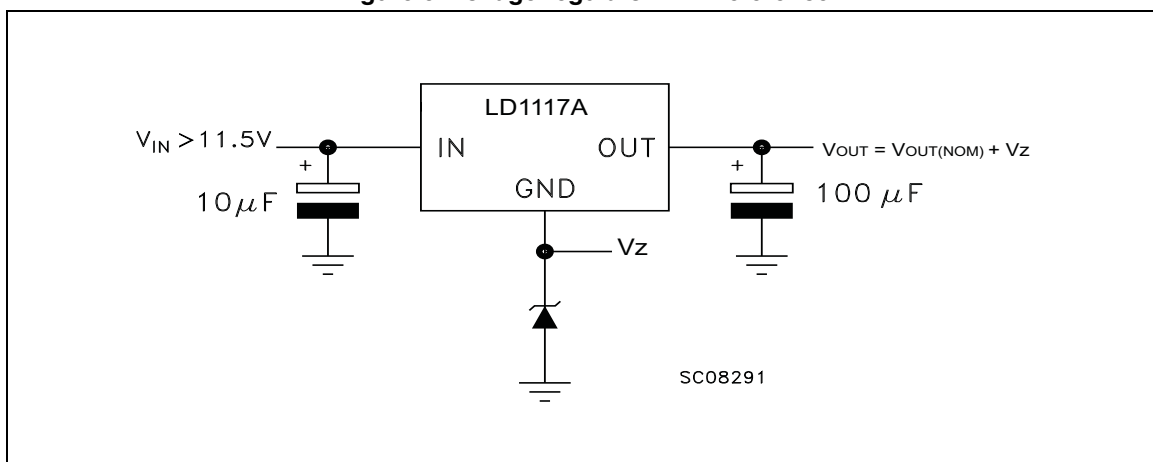 LD1117A
V_IN >11.5V
IN
OUT
VOUT = VOUT(NOM) + Vz
+
+
10μF
GND
100 μF
Vz
SC08291